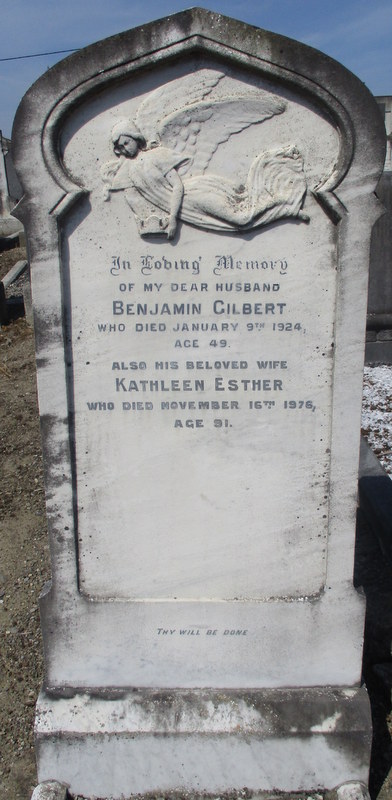 In Loving Memory
OF MY DEAR HUSBAND
BENJAMIN GILBERT
WHO DIED JANUARY 9TH 1924,
AGE 49.
ALSO HIS BELOVED WIFE
KATHLEEN ESTHER
WHO DIED NOVEMBER 16TH 1976,
AGE 91.
THY WILL BE DONE